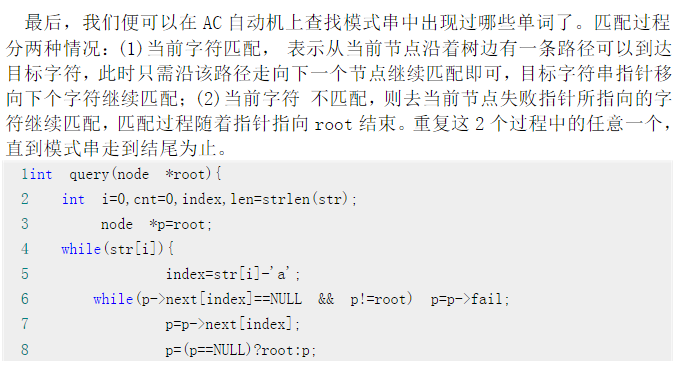 最后，我们便可以在 AC 自动机上查找模式串中出现过哪些单词了。匹配过程
分两种情况：(1)当前字符匹配， 表示从当前节点沿着树边有一条路径可以到达
目标字符，此时只需沿该路径走向下一个节点继续匹配即可，目标字符串指针移
向下个字符继续匹配；(2)当前字符 不匹配，则去当前节点失败指针所指向的字
符继续匹配，匹配过程随着指针指向 root 结束。重复这 2 个过程中的任意一个，
直到模式串走到结尾为止。
1int  query(node  *root){
2    int  i=0,cnt=0,index,len=strlen(str);
3         node  *p=root;
4    while(str[i]){
5                 index=str[i]-'a';
6        while(p->next[index]==NULL  &&  p!=root)  p=p->fail;
7                 p=p->next[index];
8                 p=(p==NULL)?root:p;